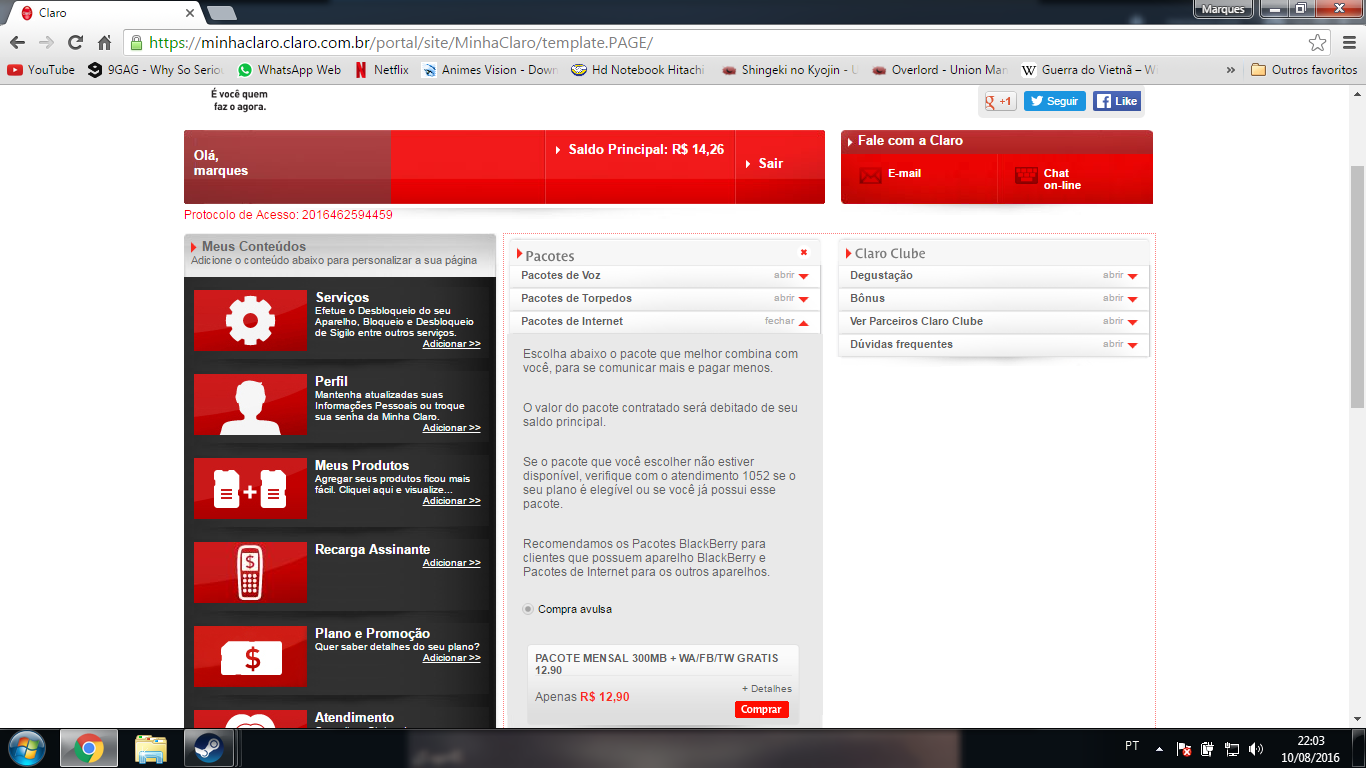 Claro
Marques
https://minhaclaro.claro.com.br/portal/site/MinhaClaro/template.PAGE/
YouTube
9GAG - Why So Seriou
WhatsApp Web
Netflix
Animes Vision - Down
Hd Notebook Hitachi
Shingeki no Kyojin - U
Overlord - Union Man
Guerra do Vietnã – Wi
»
Outros favoritos
É você quem
faz o agora.
+1
Seguir
Like
Olá,
marques
Saldo Principal: R$ 14,26
Sair
Fale com a Claro
E-mail
Chat
on-line
Protocolo de Acesso: 2016462594459
Meus Conteúdos
Adicione o conteúdo abaixo para personalizar a sua página
Serviços
Efetue o Desbloqueio do seu
Aparelho, Bloqueio e Desbloqueio
de Sigilo entre outros serviços.
Adicionar >>
Perfil
Mantenha atualizadas suas
Informações Pessoais ou troque
sua senha da Minha Claro.
Adicionar >>
Meus Produtos
Agregar seus produtos ficou mais
fácil. Cliquei aqui e visualize...
Adicionar >>
Recarga Assinante
Adicionar >>
Plano e Promoção
Quer saber detalhes do seu plano?
Adicionar >>
Atendimento
Pacotes
Pacotes de Voz abrir
Pacotes de Torpedos abrir
Pacotes de Internet fechar
Escolha abaixo o pacote que melhor combina com
você, para se comunicar mais e pagar menos.
O valor do pacote contratado será debitado de seu
saldo principal.
Se o pacote que você escolher não estiver
disponível, verifique com o atendimento 1052 se o
seu plano é elegível ou se você já possui esse
pacote.
Recomendamos os Pacotes BlackBerry para
clientes que possuem aparelho BlackBerry e
Pacotes de Internet para os outros aparelhos.
Compra avulsa
PACOTE MENSAL 300MB + WA/FB/TW GRATIS
12.90
+ Detalhes
Apenas R$ 12,90
Comprar
Claro Clube
Degustação abrir
Bônus abrir
Ver Parceiros Claro Clube abrir
Dúvidas frequentes abrir
PT
22:03
10/08/2016